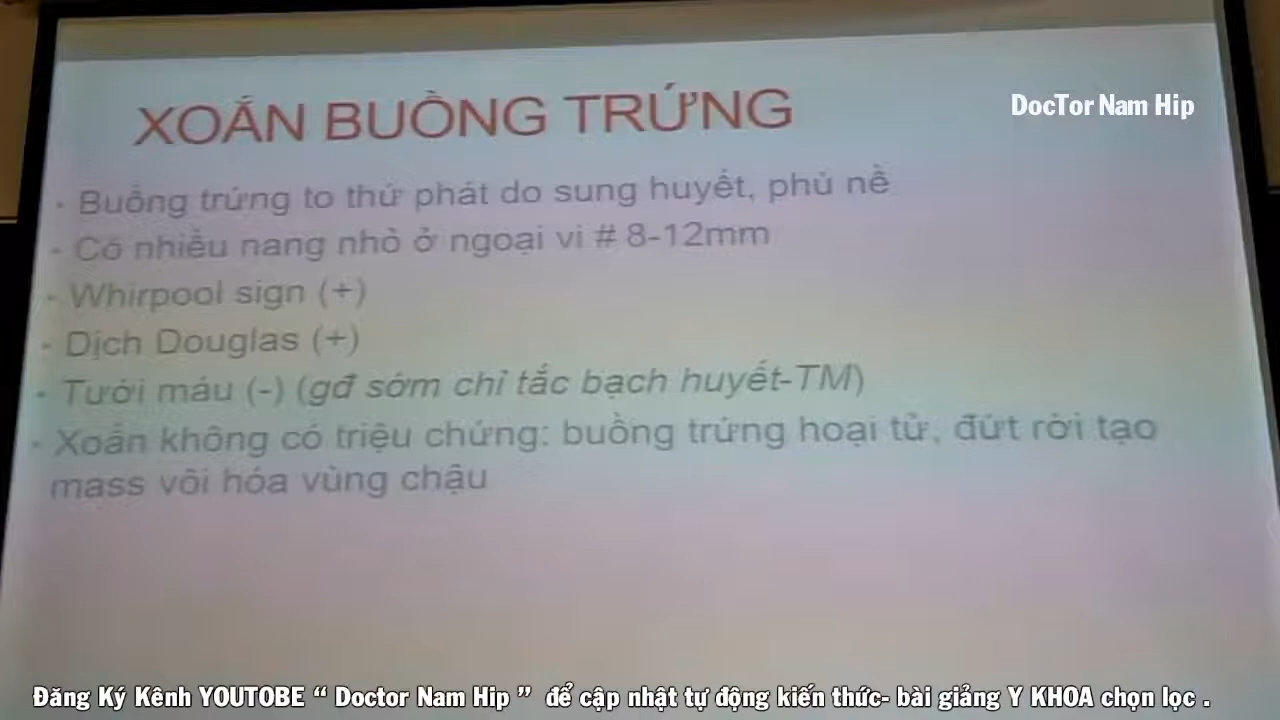 XOẮN BUỒNG TRỨNG
DocTor Nam Hip
- Buồng trứng to thứ phát do sung huyết, phù nề
- Có nhiều nang nhỏ ở ngoại vi # 8-12mm
- Whirpool sign (+)
- Dịch Douglas (+)
- Tưới máu (-) (gđ sớm chỉ tắc bạch huyết-TM)
- Xoắn không có triệu chứng: buồng trứng hoại tử, đứt rời tạo
mass vôi hóa vùng chậu
Đăng Ký Kênh YOUTOBE “ Doctor Nam Hip ” để cập nhật tự động kiến thức- bài giảng Y KHOA chọn lọc .